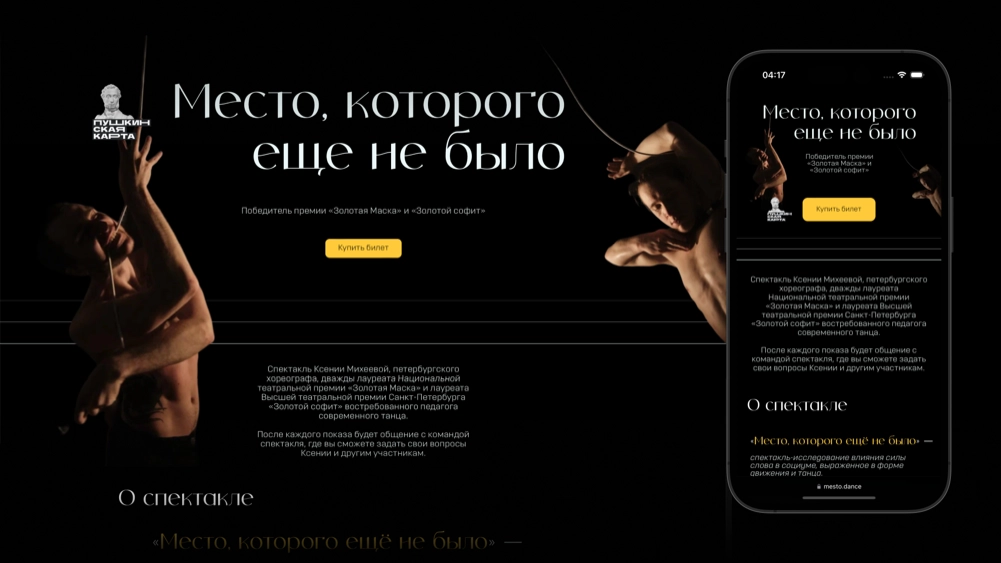 ПУШКИН
СКАЯ
КАРТА
Место, которого
еще не было
Победитель премии «Золотая Маска» и «Золотой софит»
Купить билет
Спектакль Ксении Михеевой, петербургского
хореографа, дважды лауреата Национальной
театральной премии «Золотая Маска» и лауреата
Высшей театральной премии Санкт-Петербурга
«Золотой софит» востребованного педагога
современного танца.
После каждого показа будет общение с командой
спектакля, где вы сможете задать свои вопросы
Ксении и другим участникам.
О спектакле
«Место, которого ещё не было» —
04:17
Место, которого
еще не было
Победитель премии
«Золотая Маска» и
«Золотой софит»
ПУШКИН
СКАЯ
КАРТА
Купить билет
Спектакль Ксении Михеевой, петербургского
хореографа, дважды лауреата
Национальной театральной премии
«Золотая Маска» и лауреата Высшей
театральной премии Санкт-Петербурга
«Золотой софит» востребованного педагога
современного танца.
После каждого показа будет общение с
командой спектакля, где вы сможете задать
свои вопросы Ксении и другим участникам.
О спектакле
«Место, которого ещё не было» —
спектакль-исследование влияния силы
слова в социуме, выраженное в форме
движения и танца.
mesto.dance